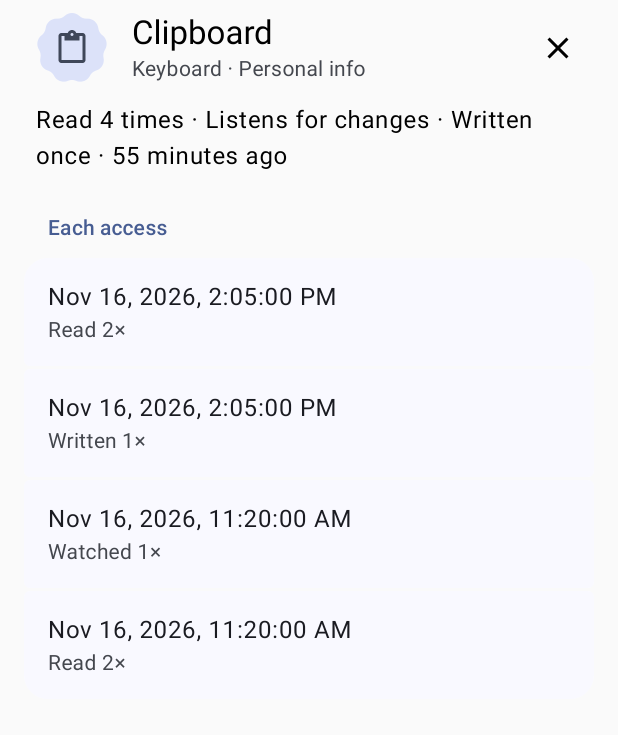 Clipboard
Keyboard · Personal info
Read 4 times · Listens for changes · Written
once · 55 minutes ago
Each access
Nov 16, 2026, 2:05:00 PM
Read 2×
Nov 16, 2026, 2:05:00 PM
Written 1×
Nov 16, 2026, 11:20:00 AM
Watched 1×
Nov 16, 2026, 11:20:00 AM
Read 2×